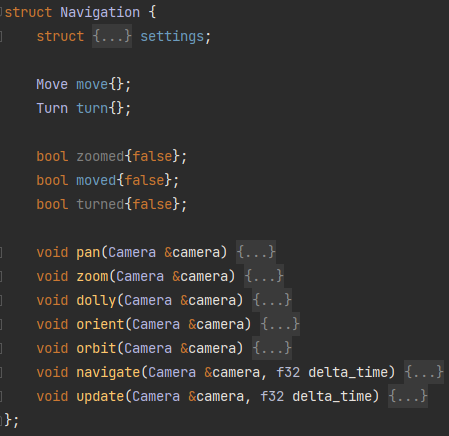 struct Navigation {
struct {...} settings;
Move move{};
Turn turn{};
bool zoomed{false};
bool moved{false};
bool turned{false};
void pan(Camera &camera) {...}
void zoom(Camera &camera) {...}
void dolly(Camera &camera) {...}
void orient(Camera &camera) {...}
void orbit(Camera &camera) {...}
void navigate(Camera &camera, f32 delta_time) {...}
void update(Camera &camera, f32 delta_time) {...}
};